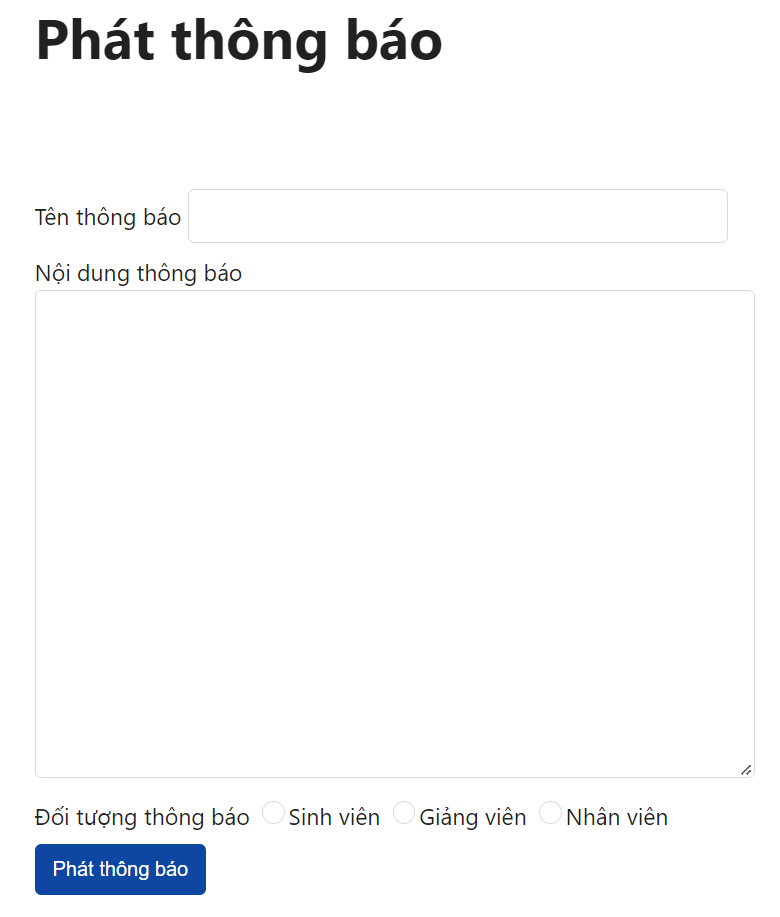 Phát thông báo
Tên thông báo
Nội dung thông báo
Đối tượng thông báo Sinh viên Giảng viên Nhân viên
Phát thông báo